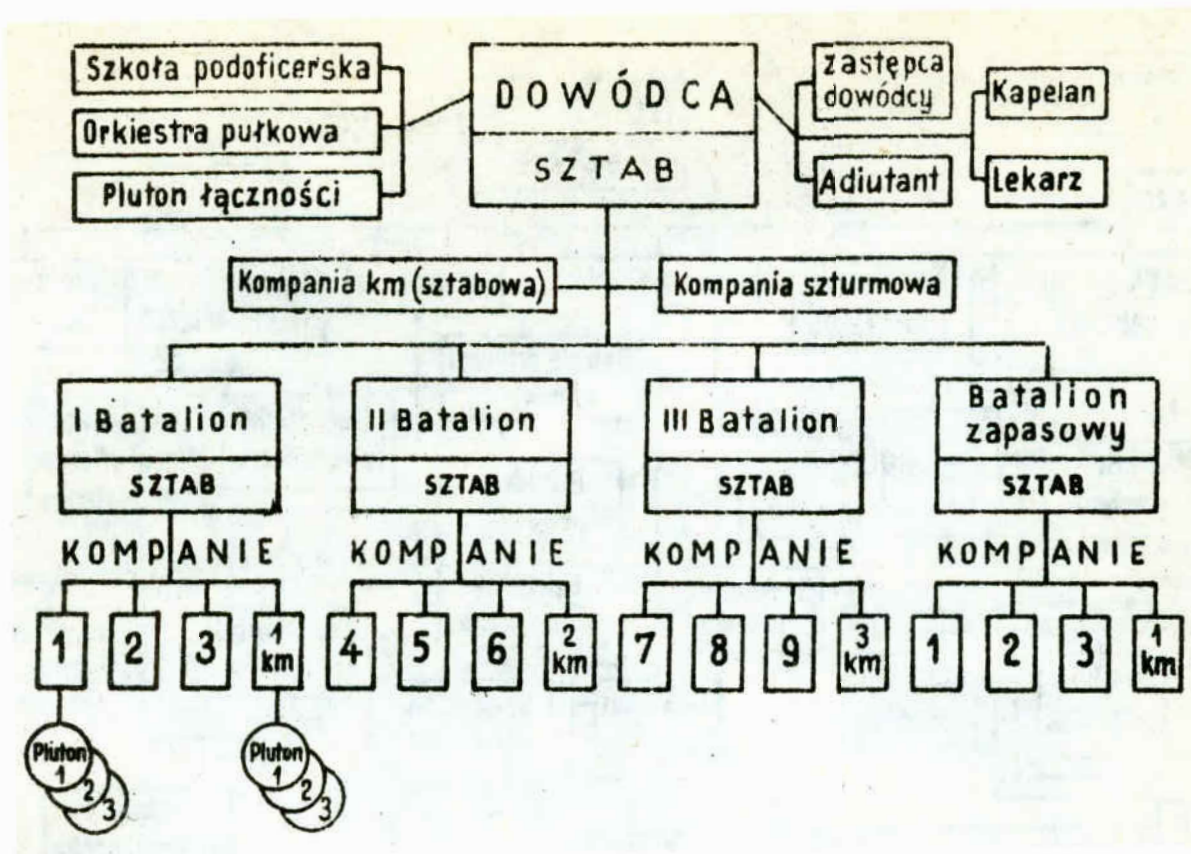 Szkoła podoficerska
Orkiestra pułkowa
Pluton łączności
DOWÓDCA
SZTAB
zastępca
dowódcy
Adiutant
Kapelan
Lekarz
Kompania km (sztabowa)
Kompania szturmowa
I Batalion
SZTAB
II Batalion
SZTAB
III Batalion
SZTAB
Batalion
zapasowy
SZTAB
KOMPANIE
KOMPANIE
KOMPANIE
KOMPANIE
1
2
3
1
km
4
5
6
2
km
7
8
9
3
km
1
2
3
1
km
Pluton
1
2
3
Pluton
1
2
3